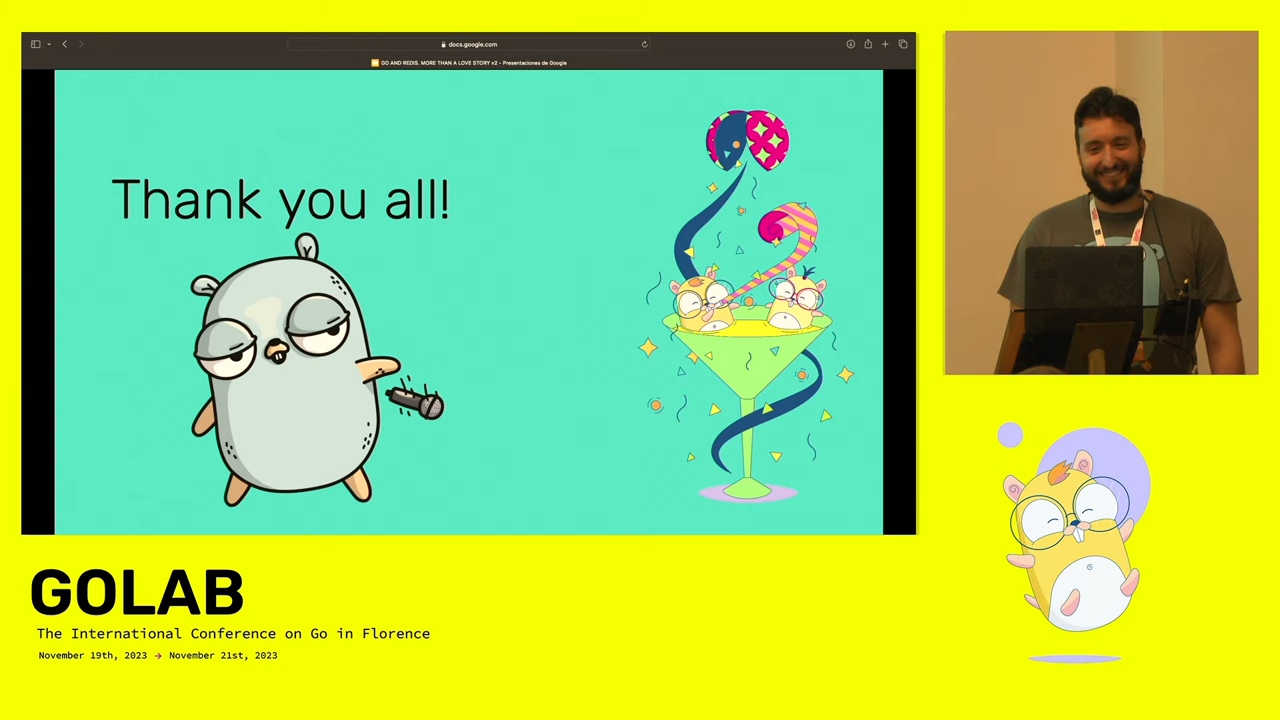 docs.google.com
GO AND REDIS. MORE THAN A LOVE STORY v2 - Presentaciones de Google
Thank you all!
GOLAB
The International Conference on Go in Florence
November 19th, 2023 → November 21st, 2023